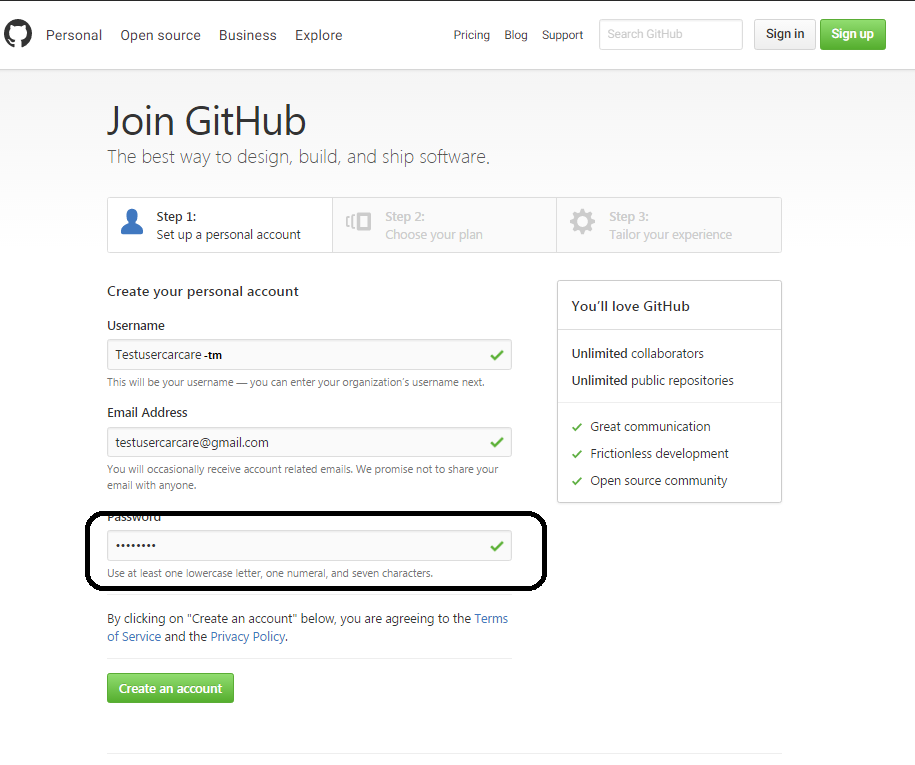 Personal Open source Business Explore Pricing Blog Support Search GitHub Sign in Sign up
Join GitHub
The best way to design, build, and ship software.
Step 1:
Set up a personal account
Step 2:
Choose your plan
Step 3:
Tailor your experience
Create your personal account
Username
Testusercarcare -tm
This will be your username — you can enter your organization's username next.
Email Address
testusercarcare@gmail.com
You will occasionally receive account related emails. We promise not to share your
email with anyone.
Password
••••••••
Use at least one lowercase letter, one numeral, and seven characters.
By clicking on "Create an account" below, you are agreeing to the Terms
of Service and the Privacy Policy.
Create an account
You'll love GitHub
Unlimited collaborators
Unlimited public repositories
Great communication
Frictionless development
Open source community